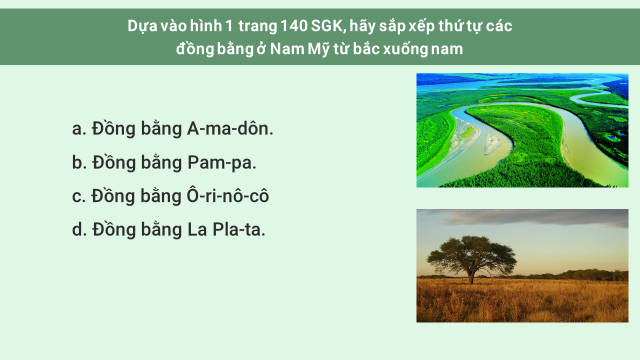 Dựa vào hình 1 trang 140 SGK, hãy sắp xếp thứ tự các
đồng bằng ở Nam Mỹ từ bắc xuống nam
a. Đồng bằng A-ma-dôn.
b. Đồng bằng Pam-pa.
c. Đồng bằng Ô-ri-nô-cô
d. Đồng bằng La Pla-ta.